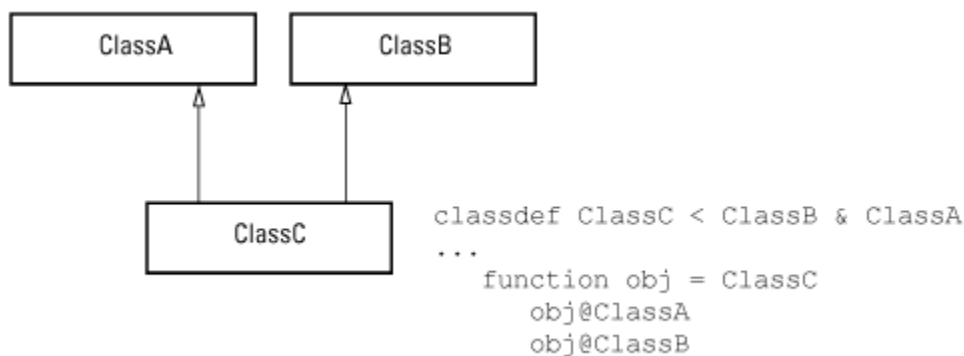 ClassA
ClassB
ClassC
classdef ClassC < ClassB & ClassA
...
function obj = ClassC
obj@ClassA
obj@ClassB